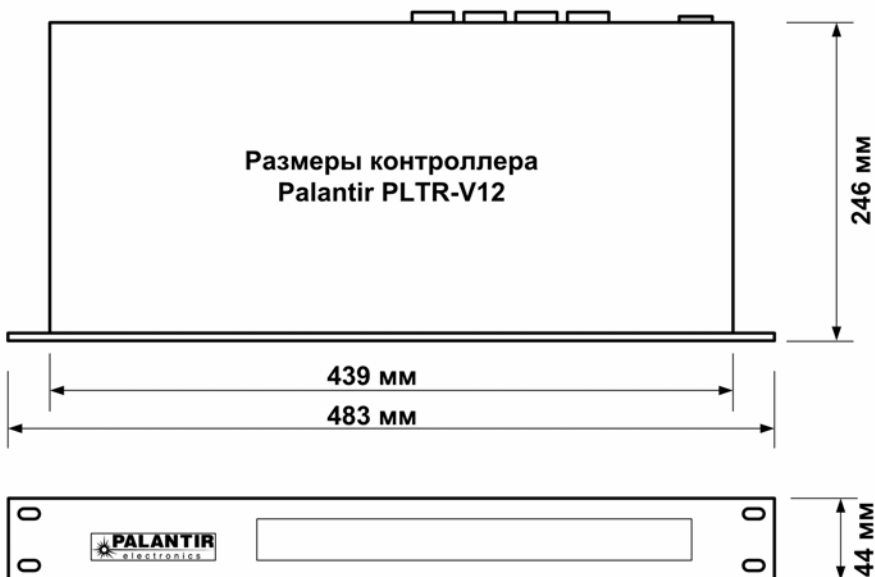 Размеры контроллера
Palantir PLTR-V12
246 мм
439 мм
483 мм
PALANTIR
electronics
44 мм